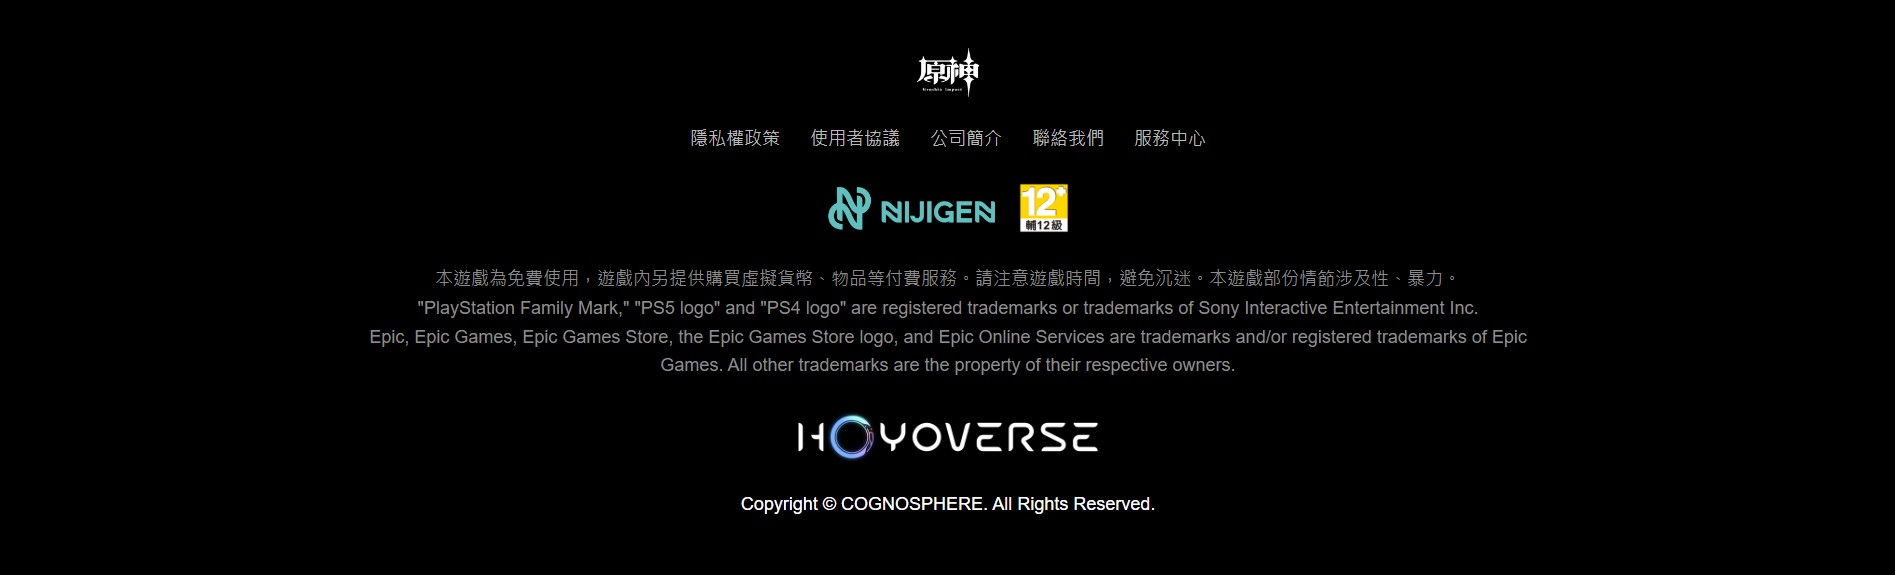 原神
Genshin Impact
隱私權政策 使用者協議 公司簡介 聯絡我們 服務中心
NIJIGEN 12+
輔12級
本遊戲為免費使用，遊戲內另提供購買虛擬貨幣、物品等付費服務。請注意遊戲時間，避免沉迷。本遊戲部份情節涉及性、暴力。
"PlayStation Family Mark," "PS5 logo" and "PS4 logo" are registered trademarks or trademarks of Sony Interactive Entertainment Inc.
Epic, Epic Games, Epic Games Store, the Epic Games Store logo, and Epic Online Services are trademarks and/or registered trademarks of Epic
Games. All other trademarks are the property of their respective owners.
HOYOVERSE
Copyright © COGNOSPHERE. All Rights Reserved.